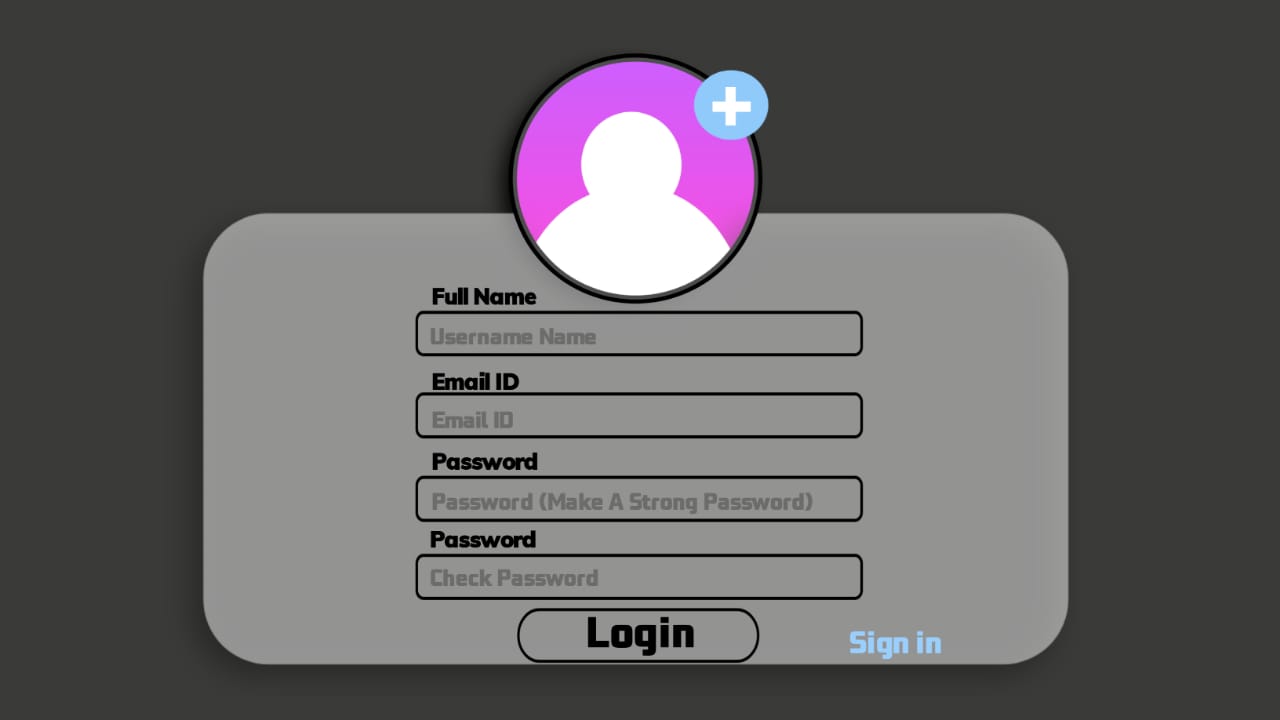 Full Name
Username Name
Email ID
Email ID
Password
Password (Make A Strong Password)
Password
Check Password
Login
Sign in